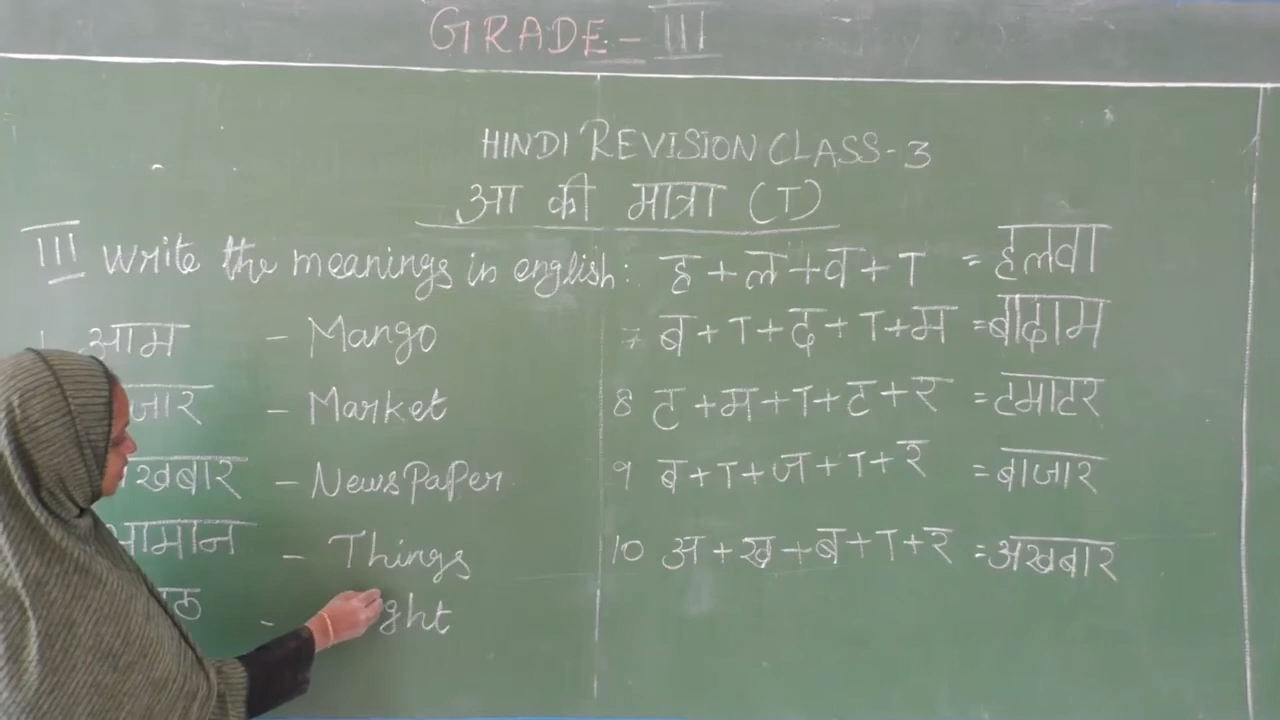 GRADE - III
HINDI REVISION CLASS - 3
आ की मात्रा (ा)
III Write the meanings in english:
आम - Mango
जार - Market
खबार - NewsPaper
मान - Things
ठ - ght
ह + ल + व + ा = हलवा
7 ब + ा + द + ा + म = बादाम
8 ट + म + ा + ट + र = टमाटर
9 ब + ा + ज + ा + र = बाजार
10 अ + ख + ब + ा + र = अखबार